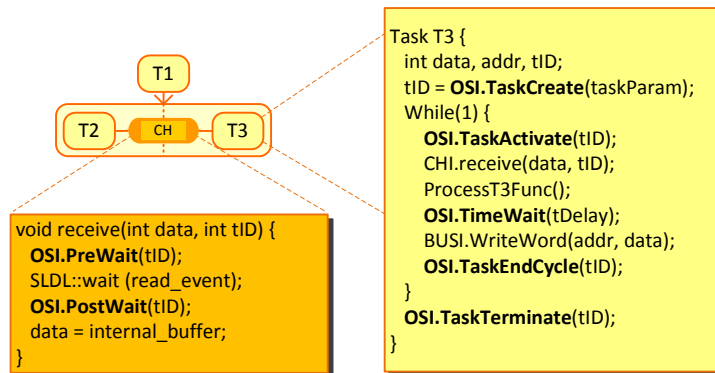 T1
T2
CH
T3
Task T3 {
int data, addr, tID;
tID = OSI.TaskCreate(taskParam);
While(1) {
OSI.TaskActivate(tID);
CHI.receive(data, tID);
ProcessT3Func();
OSI.TimeWait(tDelay);
BUSI.WriteWord(addr, data);
OSI.TaskEndCycle(tID);
}
OSI.TaskTerminate(tID);
}
void receive(int data, int tID) {
OSI.PreWait(tID);
SLDL::wait (read_event);
OSI.PostWait(tID);
data = internal_buffer;
}